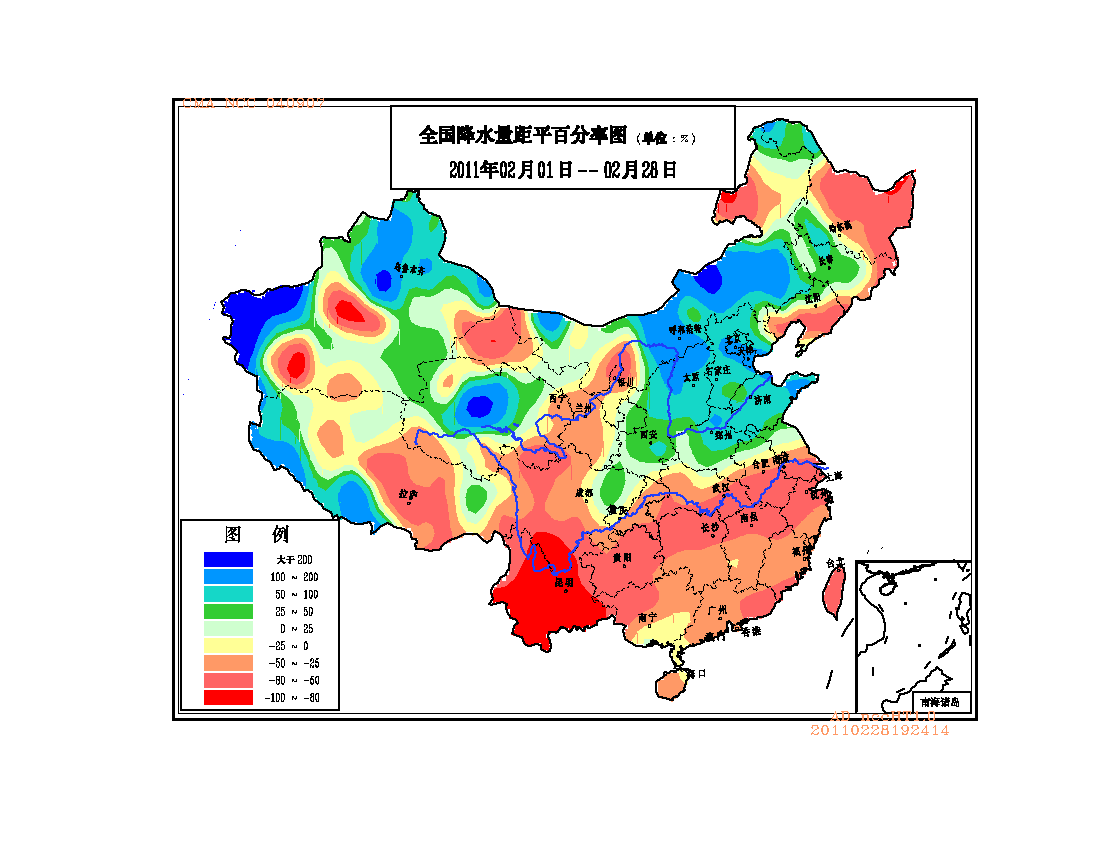 CMA NCC 040907
全国降水量距平百分率图 (单位：%)
2011年02月01日 -- 02月28日
哈尔滨
长春
乌鲁木齐
沈阳
呼和浩特
北京
天津
太原 石家庄
银川
西宁
兰州
济南
西安
郑州
合肥 南京
上海
拉萨
成都
武汉
杭州
重庆
长沙
南昌
贵阳
福州
台北
昆明
南宁
广州
澳门 香港
海口
图 例
大于200
100 ~ 200
50 ~ 100
25 ~ 50
0 ~ 25
-25 ~ 0
-50 ~ -25
-80 ~ -50
-100 ~ -80
南海诸岛
20110228192414